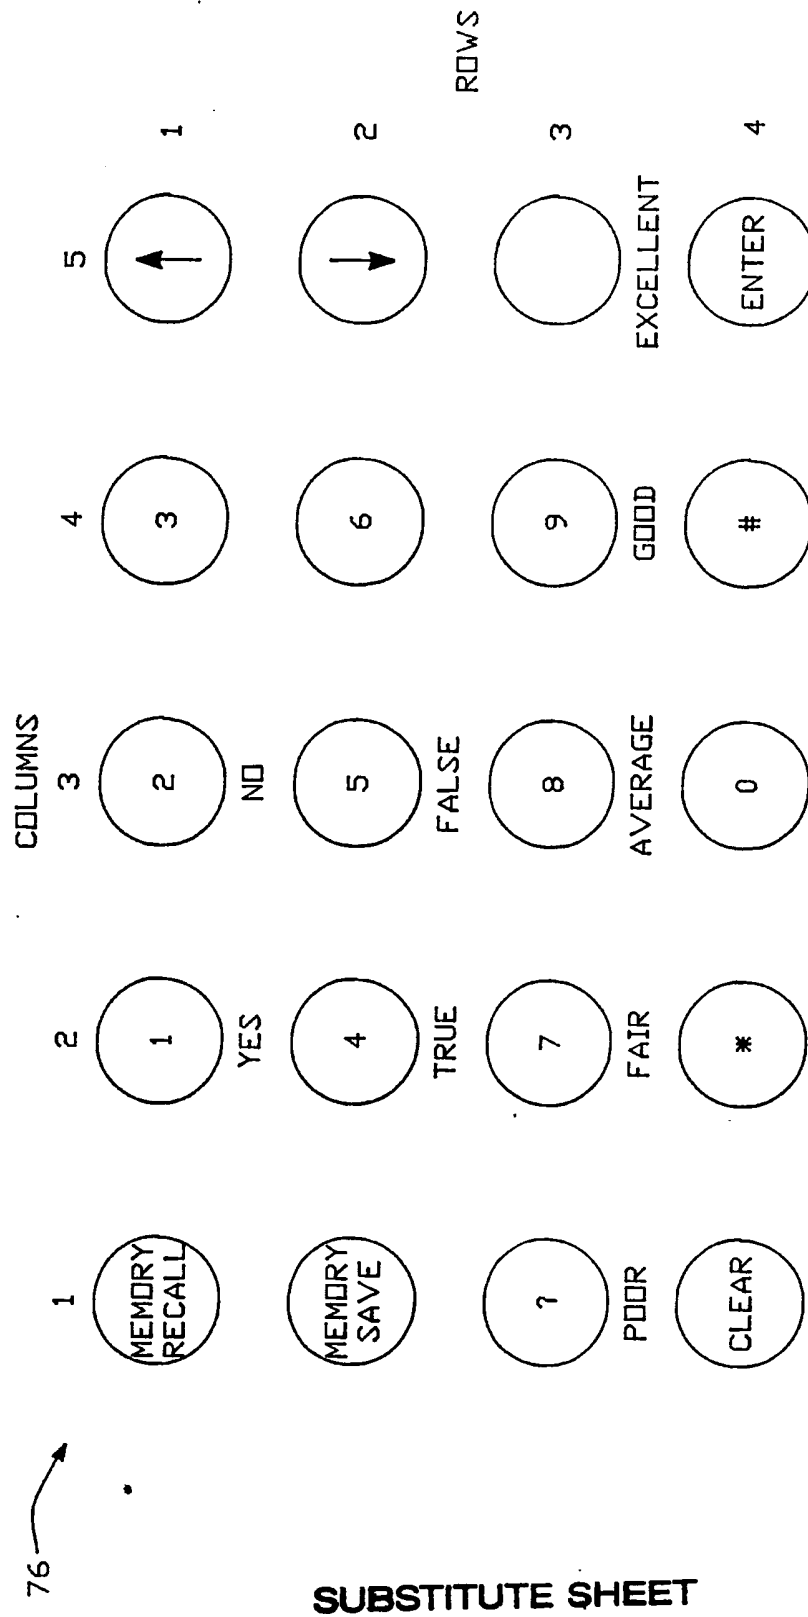 76
COLUMNS
1 2 3 4 5
MEMORY RECALL 1 2 3 1
YES NO
MEMORY SAVE 4 5 6 2
TRUE FALSE
ROWS
? 7 8 9 3
POOR FAIR AVERAGE GOOD EXCELLENT
CLEAR * 0 # ENTER 4
SUBSTITUTE SHEET